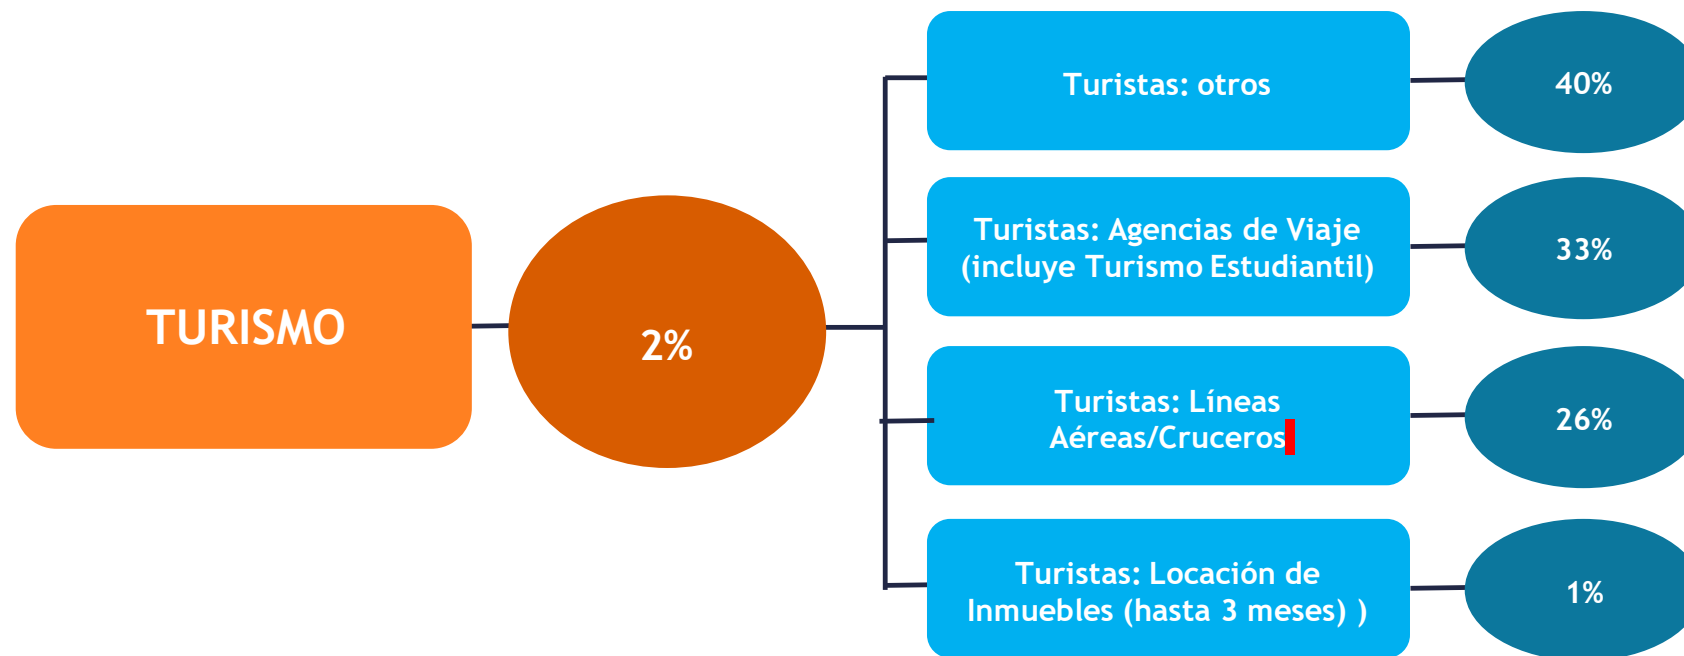 TURISMO
2%
Turistas: otros
40%
Turistas: Agencias de Viaje
(incluye Turismo Estudiantil)
33%
Turistas: Líneas
Aéreas/Cruceros
26%
Turistas: Locación de
Inmuebles (hasta 3 meses) )
1%